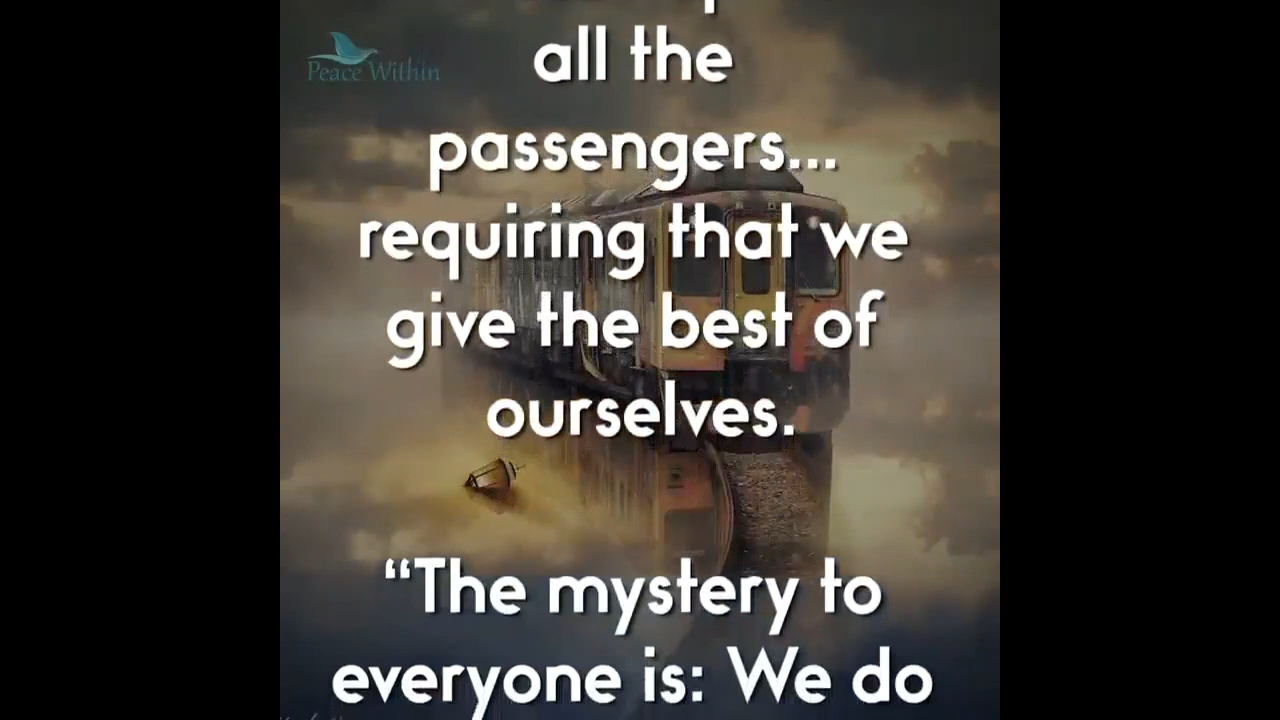 Peace Within
all the
passengers...
requiring that we
give the best of
ourselves.
“The mystery to
everyone is: We do